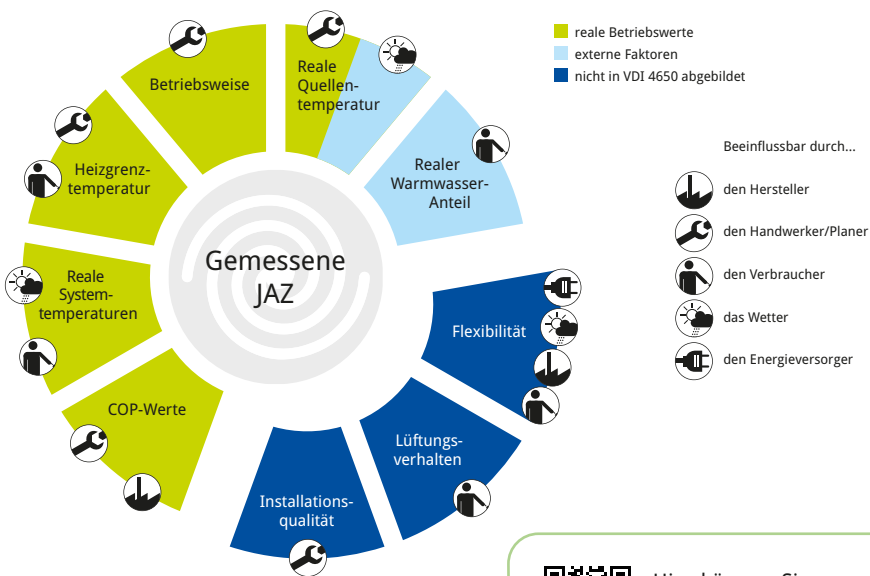 reale Betriebswerte
externe Faktoren
nicht in VDI 4650 abgebildet
Betriebsweise
Reale
Quellen-
temperatur
Realer
Warmwasser-
Anteil
Heizgrenz-
temperatur
Reale
System-
temperaturen
COP-Werte
Gemessene
JAZ
Flexibilität
Lüftungs-
verhalten
Installations-
qualität
Beeinflussbar durch...
den Hersteller
den Handwerker/Planer
den Verbraucher
das Wetter
den Energieversorger